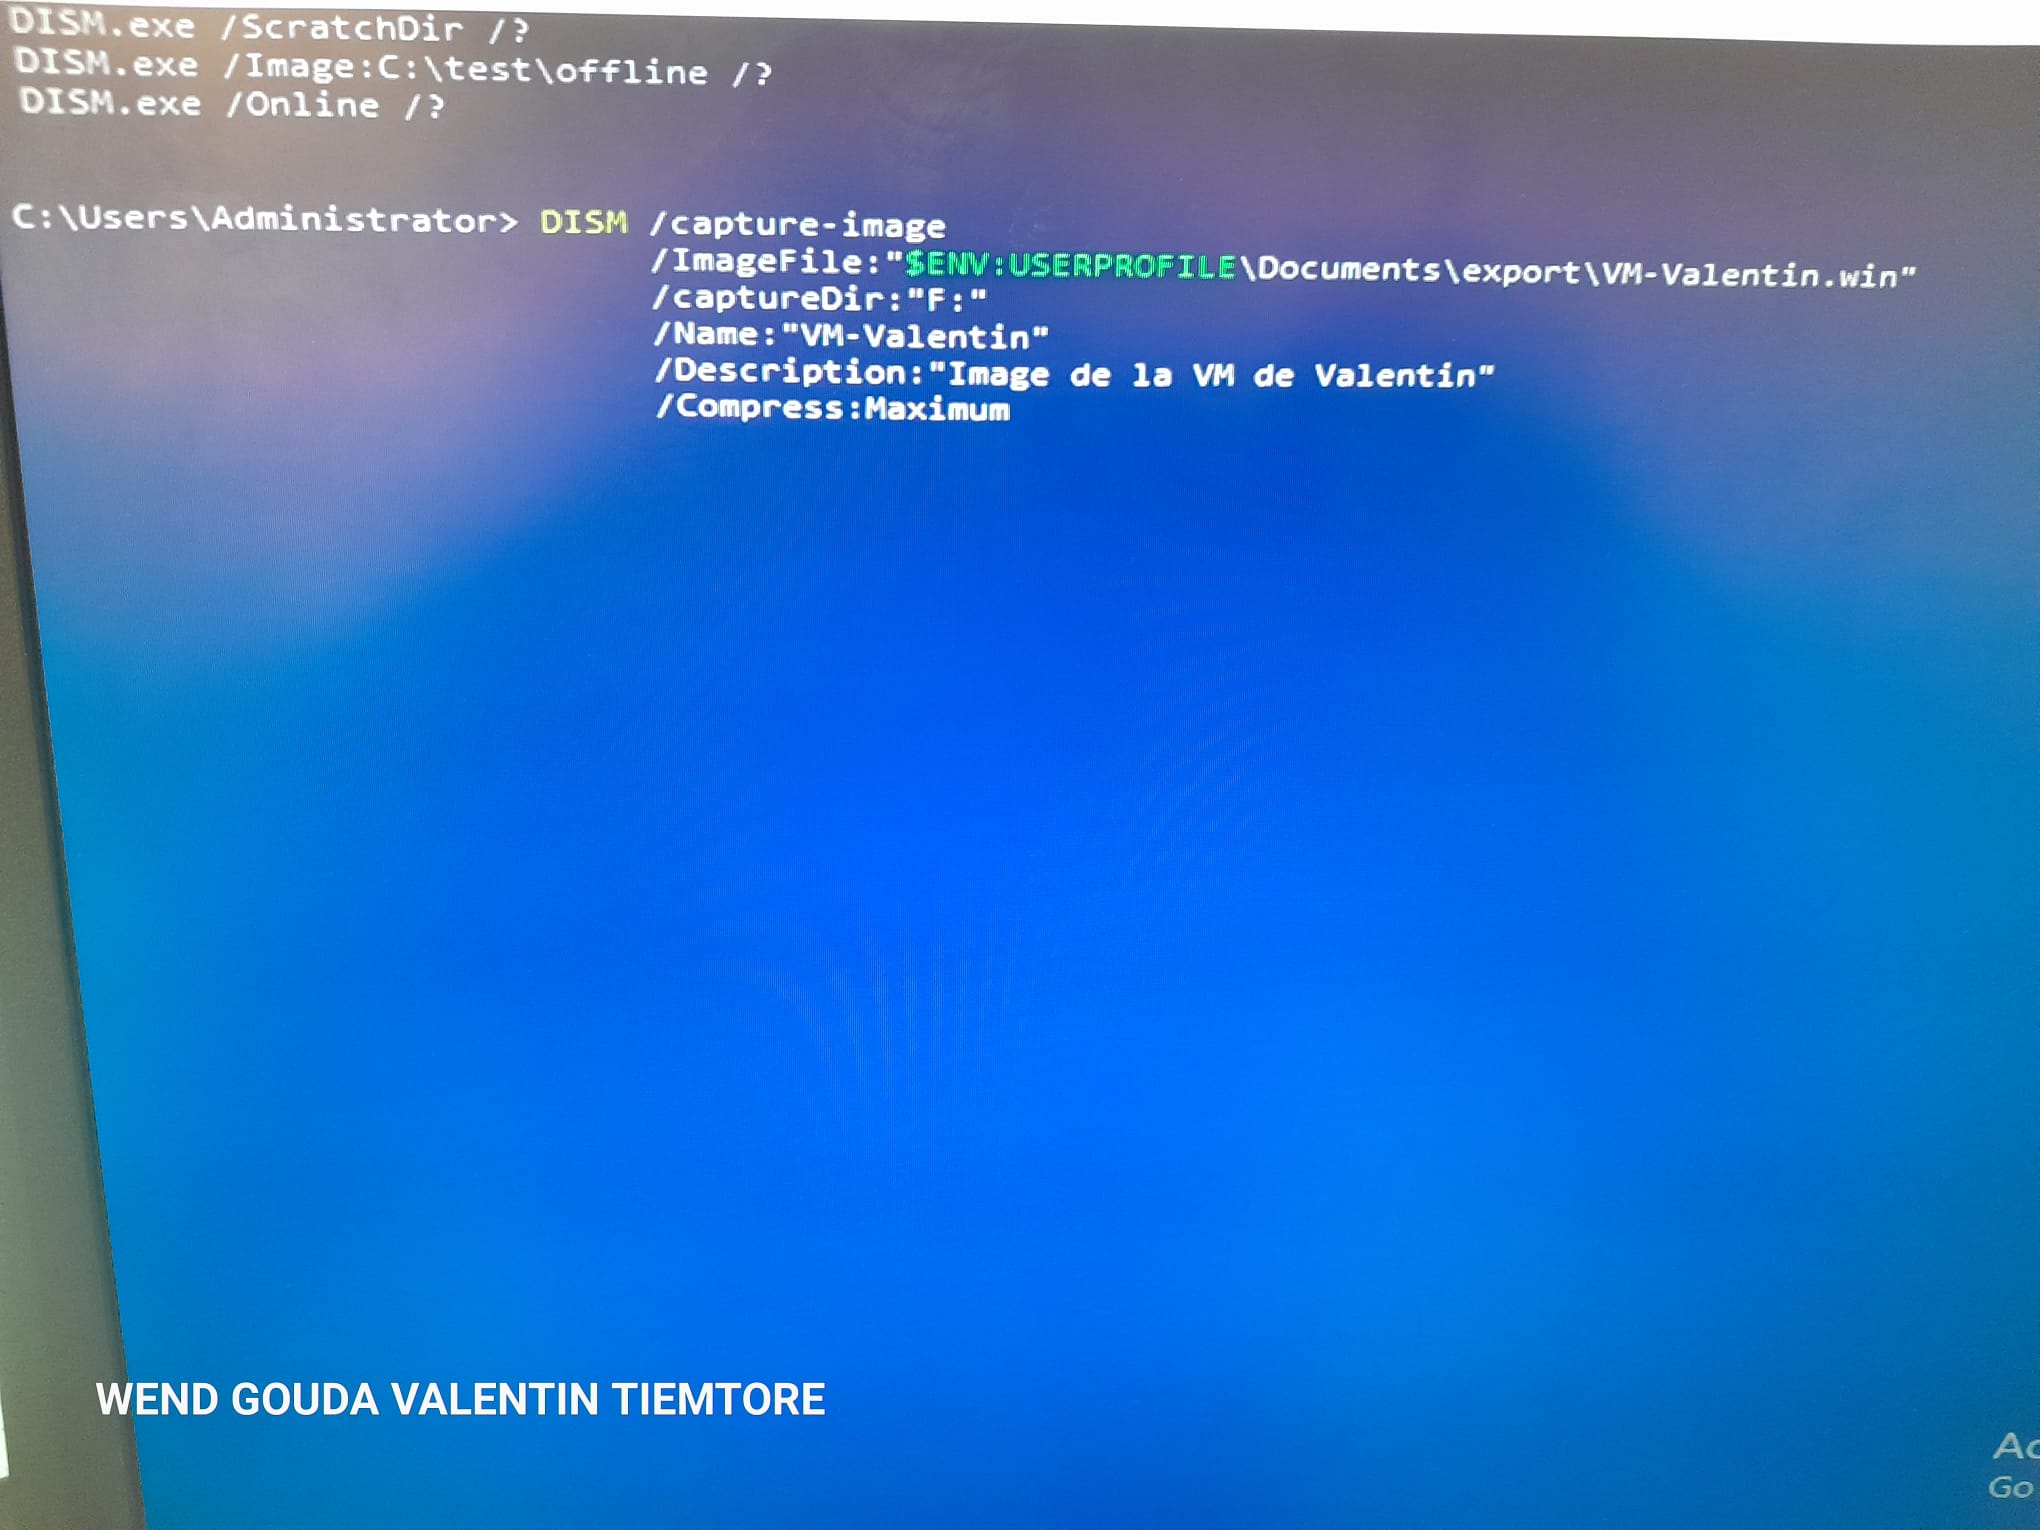 DISM.exe /ScratchDir /?
DISM.exe /Image:C:\test\offline /?
DISM.exe /Online /?
C:\Users\Administrator> DISM /capture-image
/ImageFile:"$ENV:USERPROFILE\Documents\export\VM-Valentin.win"
/captureDir:"F:"
/Name:"VM-Valentin"
/Description:"Image de la VM de Valentin"
/Compress:Maximum
WEND GOUDA VALENTIN TIEMTORE
Go